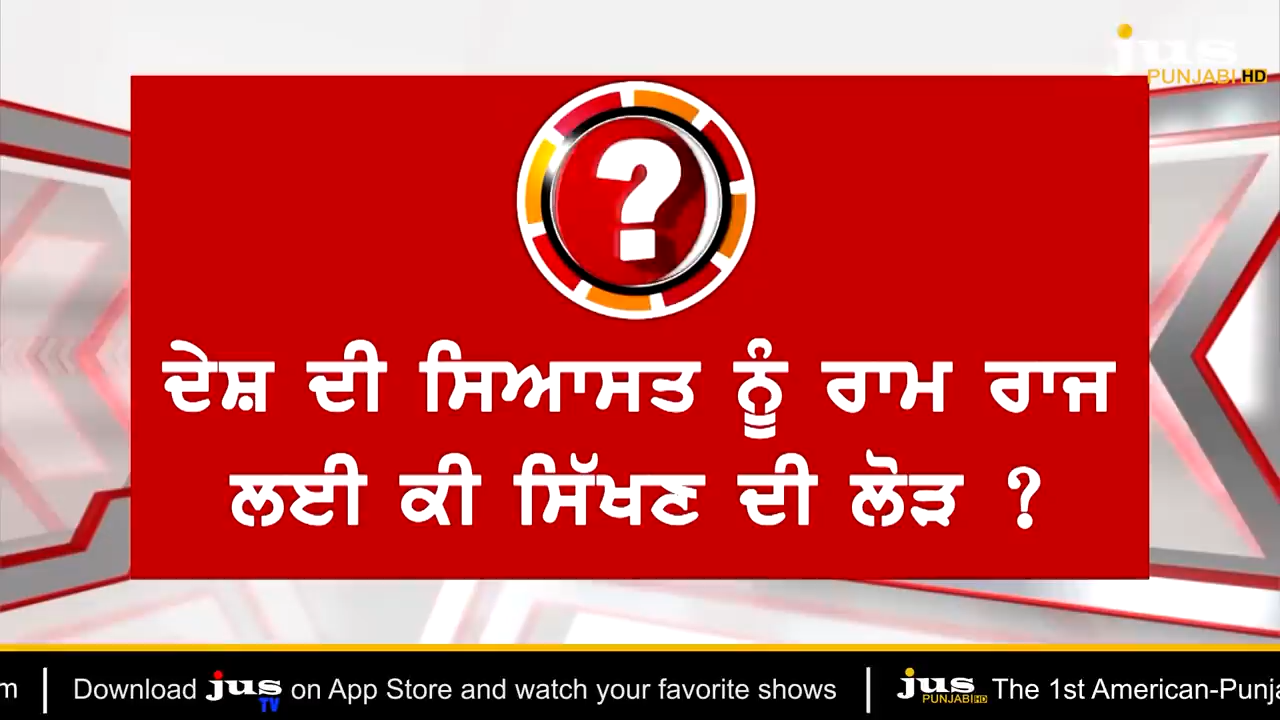 jus
PUNJABI HD
?
ਦੇਸ਼ ਦੀ ਸਿਆਸਤ ਨੂੰ ਰਾਮ ਰਾਜ
ਲਈ ਕੀ ਸਿੱਖਣ ਦੀ ਲੋੜ ?
m | Download jus TV on App Store and watch your favorite shows | jus PUNJABI HD The 1st American-Punja